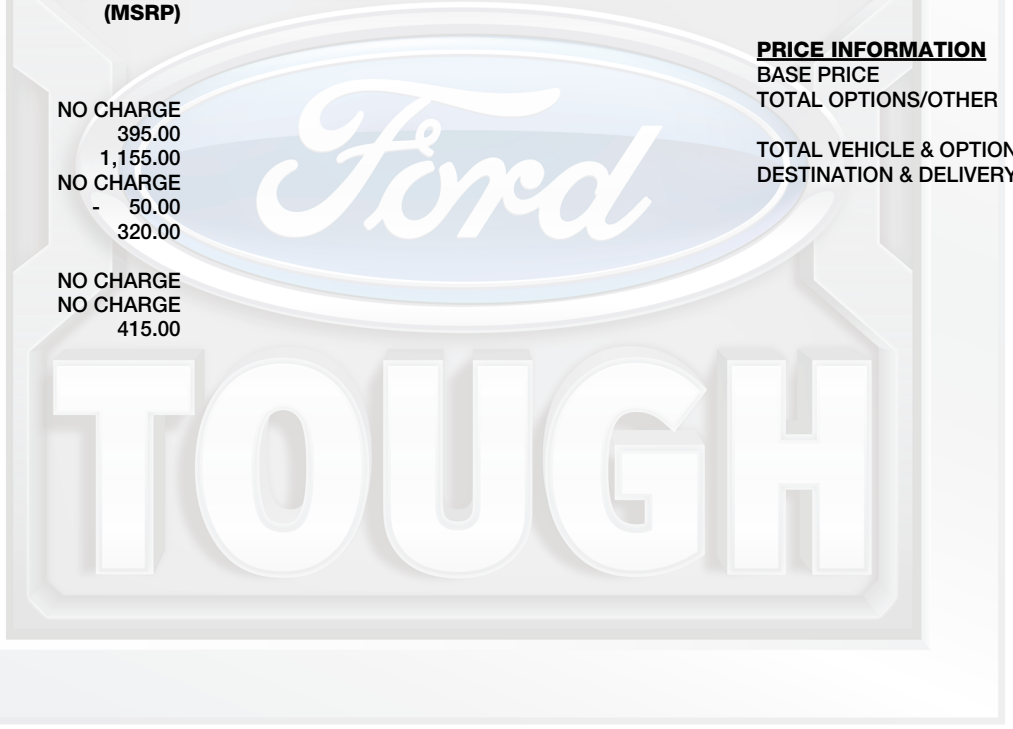 (MSRP)
NO CHARGE
395.00
1,155.00
NO CHARGE
- 50.00
320.00
NO CHARGE
NO CHARGE
415.00
PRICE INFORMATION
BASE PRICE
TOTAL OPTIONS/OTHER
TOTAL VEHICLE & OPTION
DESTINATION & DELIVERY
Ford
TOUGH